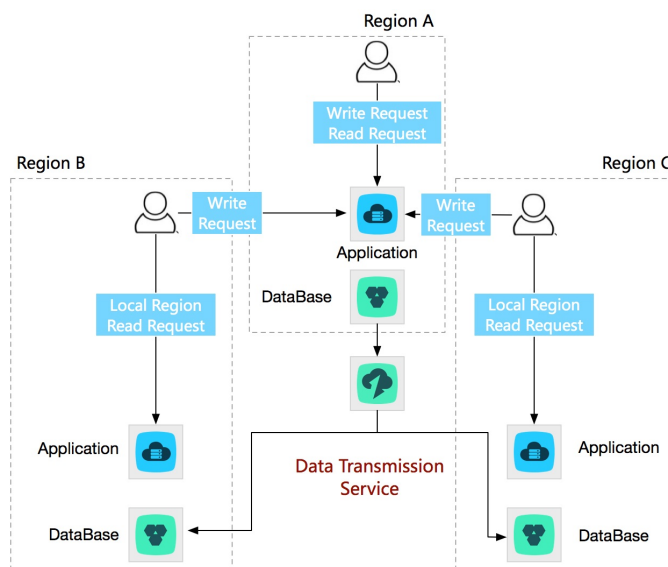 Region A
Write Request
Read Request
Region B
Region C
Write
Request
Write
Request
Application
DataBase
Local Region
Read Request
Local Region
Read Request
Application
Data Transmission
Service
Application
DataBase
DataBase